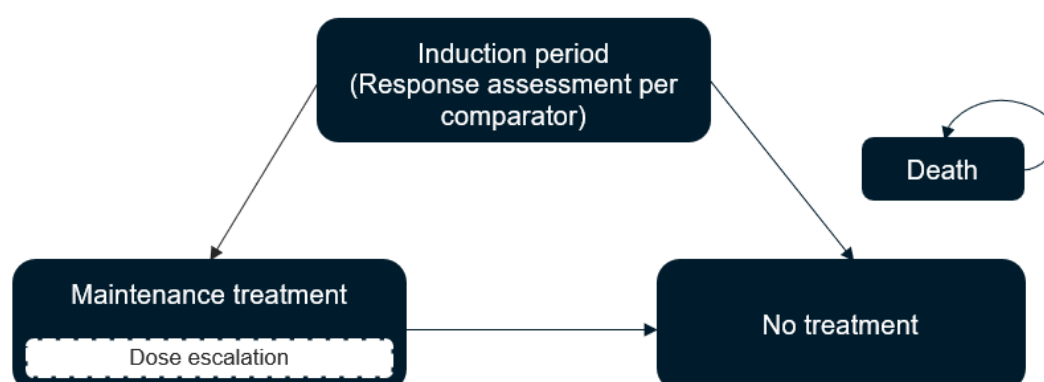 Induction period
(Response assessment per
comparator)
Death
Maintenance treatment
No treatment
Dose escalation